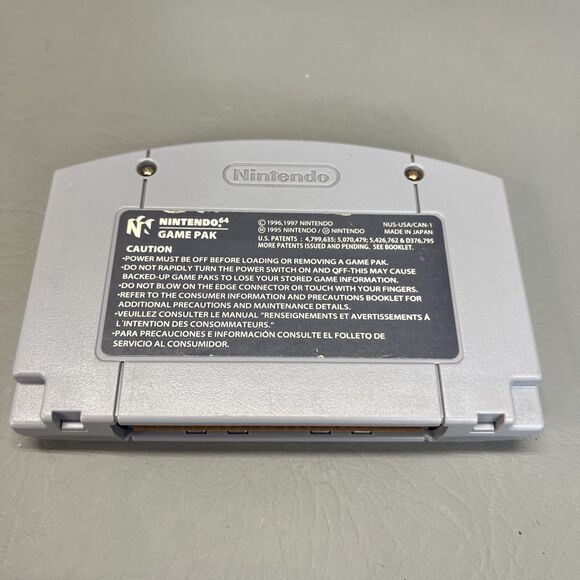 Nintendo
NINTENDO64
GAME PAK
© 1996,1997 NINTENDO
Ⓜ 1995 NINTENDO / Ⓓ NINTENDO
U.S. PATENTS : 4,799,635; 5,070,479; 5,426,762 & D376,795
MORE PATENTS ISSUED AND PENDING. SEE BOOKLET.
NUS-USA/CAN-1
MADE IN JAPAN
CAUTION
•POWER MUST BE OFF BEFORE LOADING OR REMOVING A GAME PAK.
•DO NOT RAPIDLY TURN THE POWER SWITCH ON AND OFF-THIS MAY CAUSE
BACKED-UP GAME PAKS TO LOSE YOUR STORED GAME INFORMATION.
•DO NOT BLOW ON THE EDGE CONNECTOR OR TOUCH WITH YOUR FINGERS.
•REFER TO THE CONSUMER INFORMATION AND PRECAUTIONS BOOKLET FOR
ADDITIONAL PRECAUTIONS AND MAINTENANCE DETAILS.
•VEUILLEZ CONSULTER LE MANUAL "RENSEIGNEMENTS ET AVERTISSEMENTS À
L'INTENTION DES CONSOMMATEURS."
•PARA PRECAUCIONES E INFORMACIÓN CONSULTE EL FOLLETO DE
SERVICIO AL CONSUMIDOR.